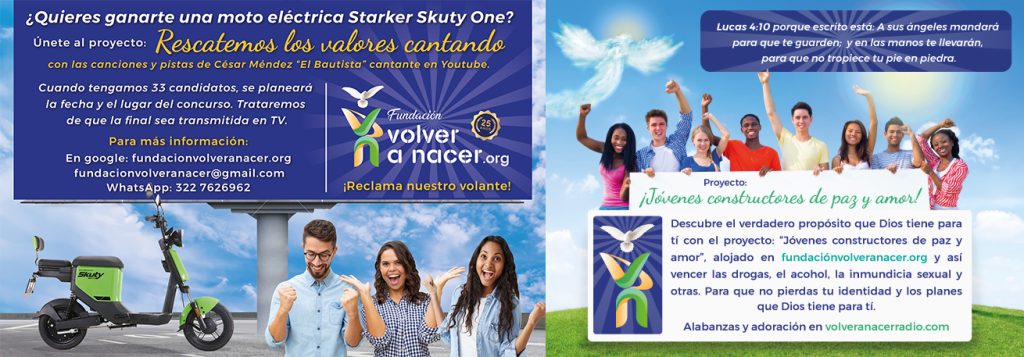 ¿Quieres ganarte una moto eléctrica Starker Skuty One?
Únete al proyecto: Rescatemos los valores cantando
con las canciones y pistas de César Méndez "El Bautista" cantante en Youtube.
Cuando tengamos 33 candidatos, se planeará
la fecha y el lugar del concurso. Trataremos
de que la final sea transmitida en TV.
Para más información:
En google: fundacionvolveranacer.org
fundacionvolveranacer@gmail.com
WhatsApp: 322 7626962
Fundación
volver
a nacer.org
25
¡Reclama nuestro volante!
Skuty
Lucas 4:10 porque escrito está: A sus ángeles mandará
para que te guarden; y en las manos te llevarán,
para que no tropiece tu pie en piedra.
Proyecto:
¡Jóvenes constructores de paz y amor!
Descubre el verdadero propósito que Dios tiene para
tí con el proyecto: "Jóvenes constructores de paz y
amor", alojado en fundaciónvolveranacer.org y así
vencer las drogas, el acohol, la inmundicia sexual y
otras. Para que no pierdas tu identidad y los planes
que Dios tiene para tí.
Alabanzas y adoración en volveranacerradio.com